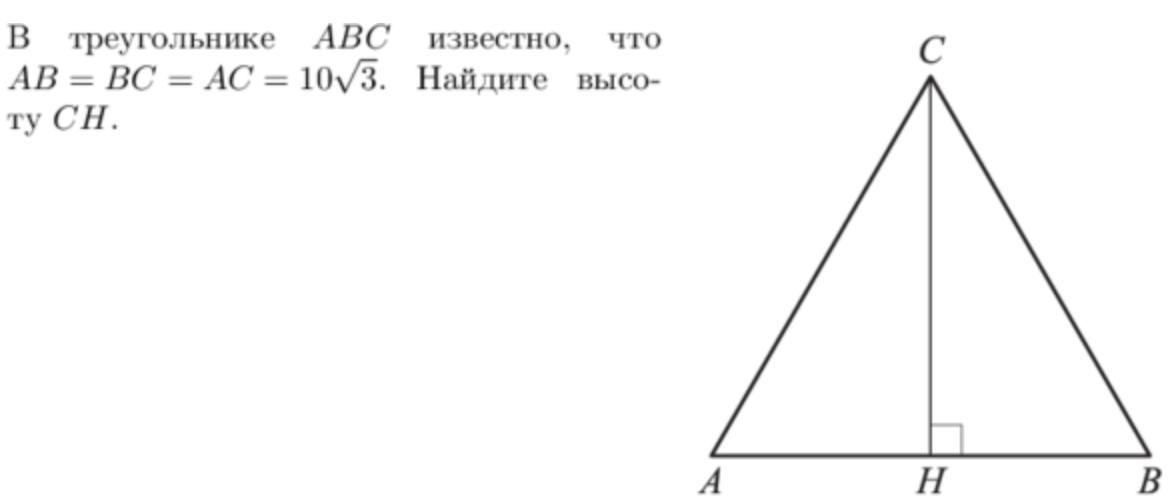 В треугольнике ABC известно, что
AB = BC = AC = 10√3. Найдите высо-
ту CH.
C
A H B